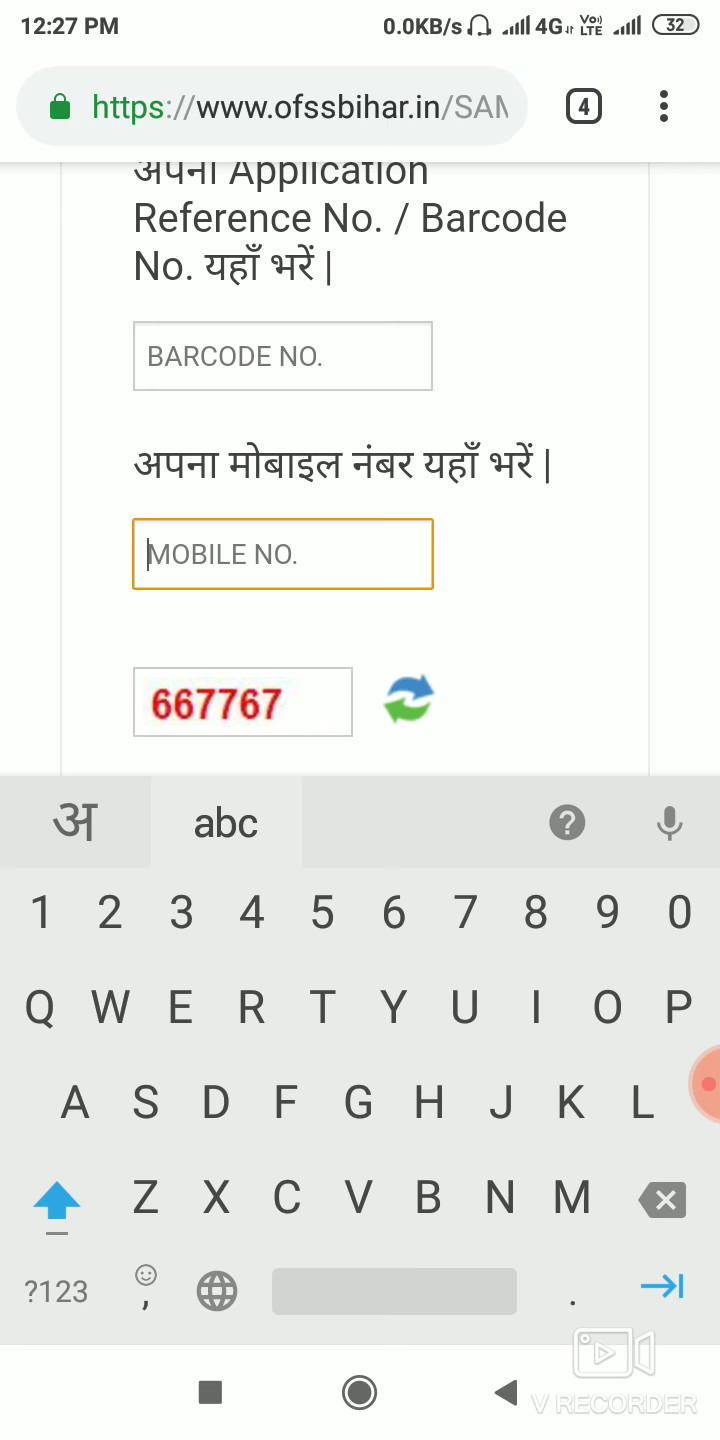 12:27 PM 0.0KB/s 4G Vo) LTE 32
https://www.ofssbihar.in/SAM 4
अपना Application
Reference No. / Barcode
No. यहाँ भरें |
BARCODE NO.
अपना मोबाइल नंबर यहाँ भरें |
MOBILE NO.
667767
अ abc ?
1 2 3 4 5 6 7 8 9 0
Q W E R T Y U I O P
A S D F G H J K L
Z X C V B N M
?123 , .
V RECORDER